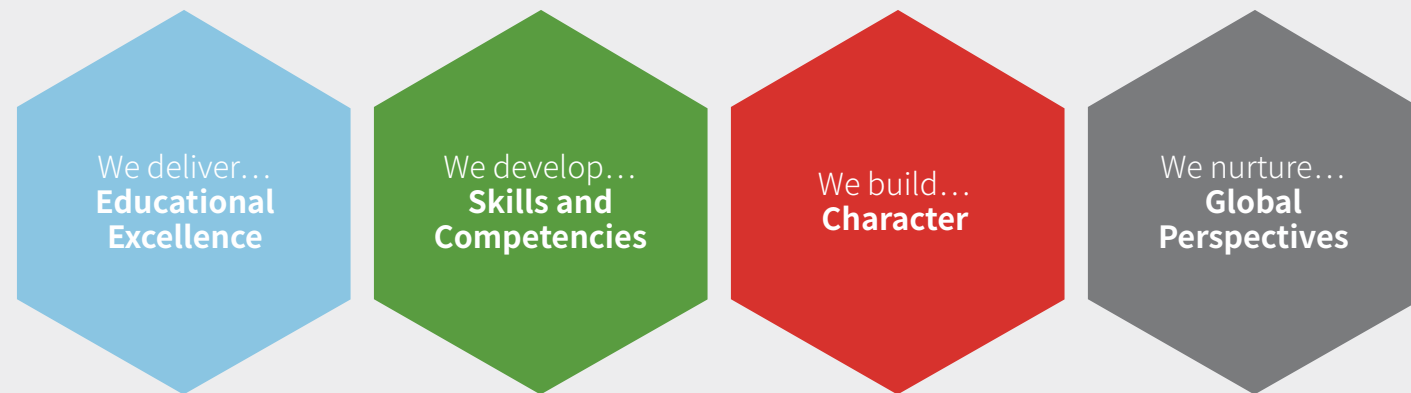 We deliver…
Educational
Excellence
We develop…
Skills and
Competencies
We build…
Character
We nurture…
Global
Perspectives